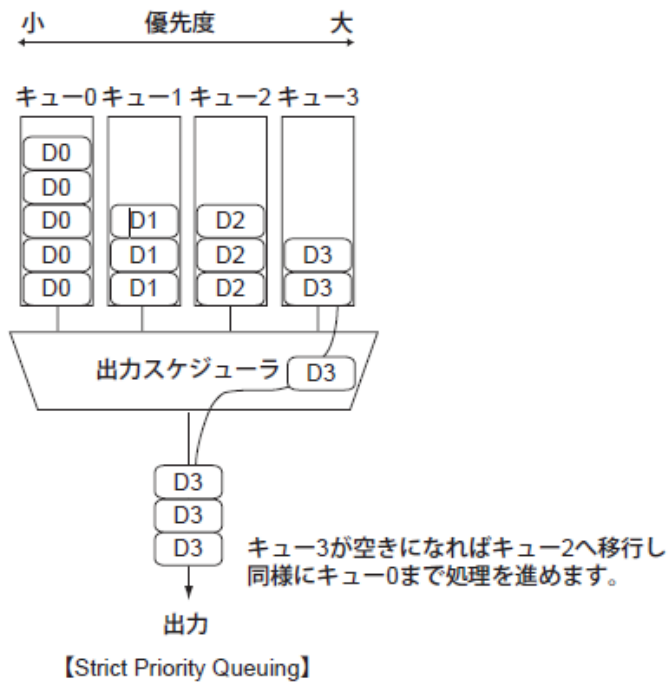 小 優先度 大
キュー0 キュー1 キュー2 キュー3
D0
D0
D0 D1 D2
D0 D1 D2 D3
D0 D1 D2 D3
出力スケジューラ D3
D3
D3
D3
キュー3が空きになればキュー2へ移行し
同様にキュー0まで処理を進めます。
出力
【Strict Priority Queuing】